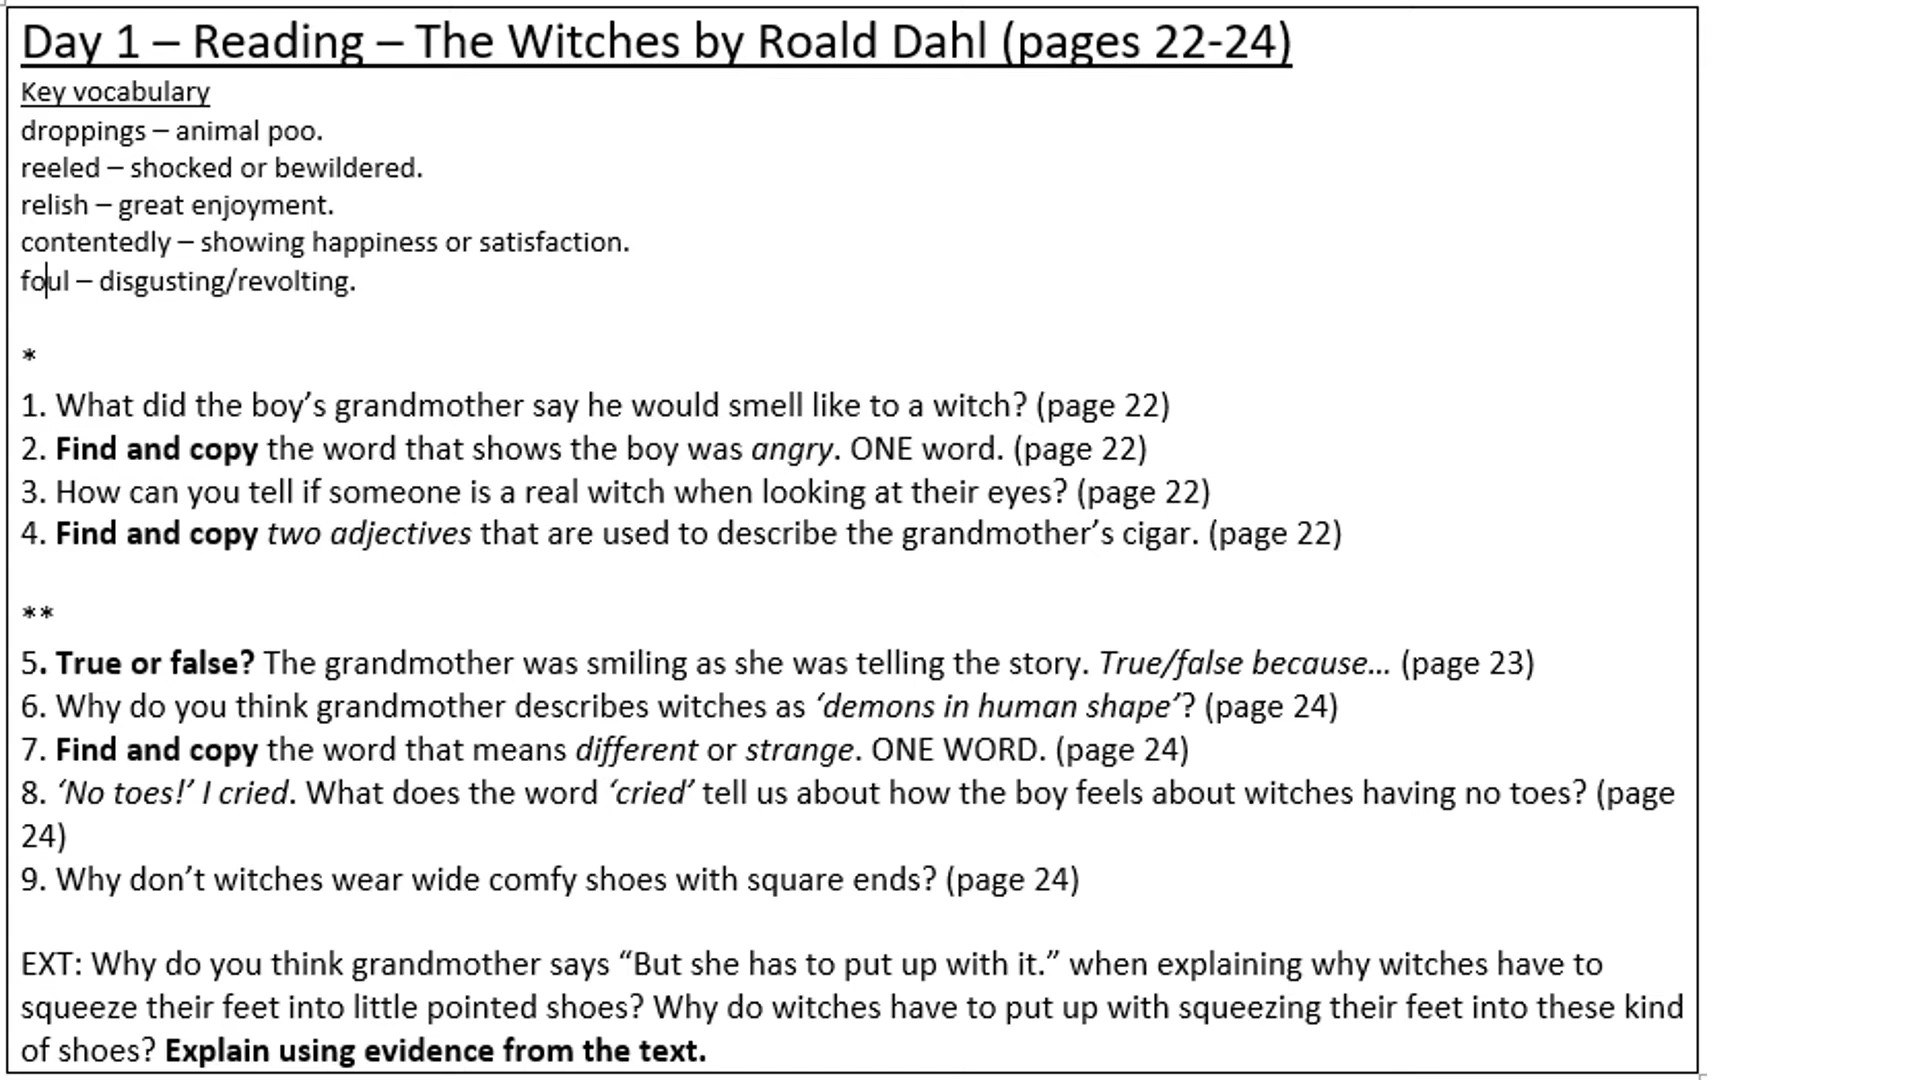 Day 1 – Reading – The Witches by Roald Dahl (pages 22-24)
Key vocabulary
droppings – animal poo.
reeled – shocked or bewildered.
relish – great enjoyment.
contentedly – showing happiness or satisfaction.
foul – disgusting/revolting.
*
1. What did the boy’s grandmother say he would smell like to a witch? (page 22)
2. Find and copy the word that shows the boy was angry. ONE word. (page 22)
3. How can you tell if someone is a real witch when looking at their eyes? (page 22)
4. Find and copy two adjectives that are used to describe the grandmother’s cigar. (page 22)
**
5. True or false? The grandmother was smiling as she was telling the story. True/false because... (page 23)
6. Why do you think grandmother describes witches as ‘demons in human shape’? (page 24)
7. Find and copy the word that means different or strange. ONE WORD. (page 24)
8. ‘No toes!’ I cried. What does the word ‘cried’ tell us about how the boy feels about witches having no toes? (page
24)
9. Why don’t witches wear wide comfy shoes with square ends? (page 24)
EXT: Why do you think grandmother says “But she has to put up with it.” when explaining why witches have to
squeeze their feet into little pointed shoes? Why do witches have to put up with squeezing their feet into these kind
of shoes? Explain using evidence from the text.